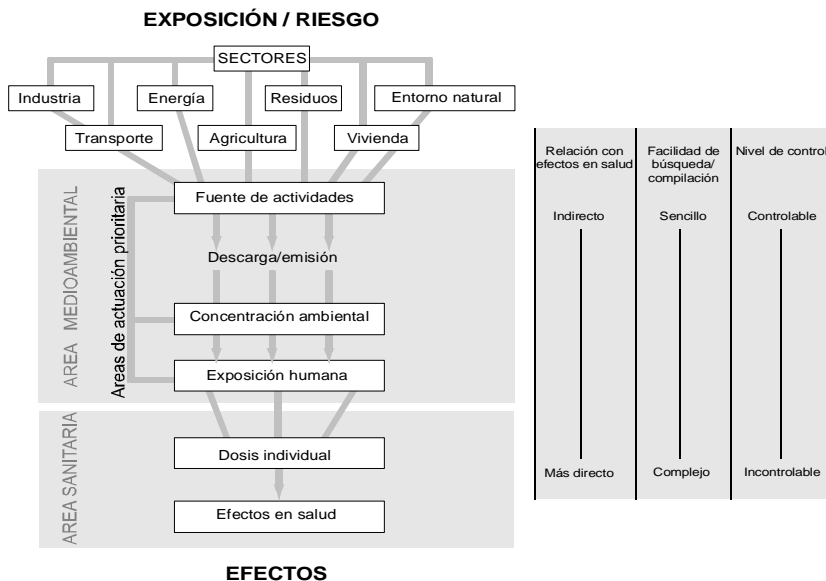 EXPOSICIÓN / RIESGO
SECTORES
Industria
Energía
Residuos
Entorno natural
Transporte
Agricultura
Vivienda
AREA MEDIOAMBIENTAL
Areas de actuación prioritaria
Fuente de actividades
Descarga/emisión
Concentración ambiental
Exposición humana
AREA SANITARIA
Dosis individual
Efectos en salud
EFECTOS
Relación con
efectos en salud
Indirecto
Más directo
Facilidad de
búsqueda/
compilación
Sencillo
Complejo
Nivel de control
Controlable
Incontrolable